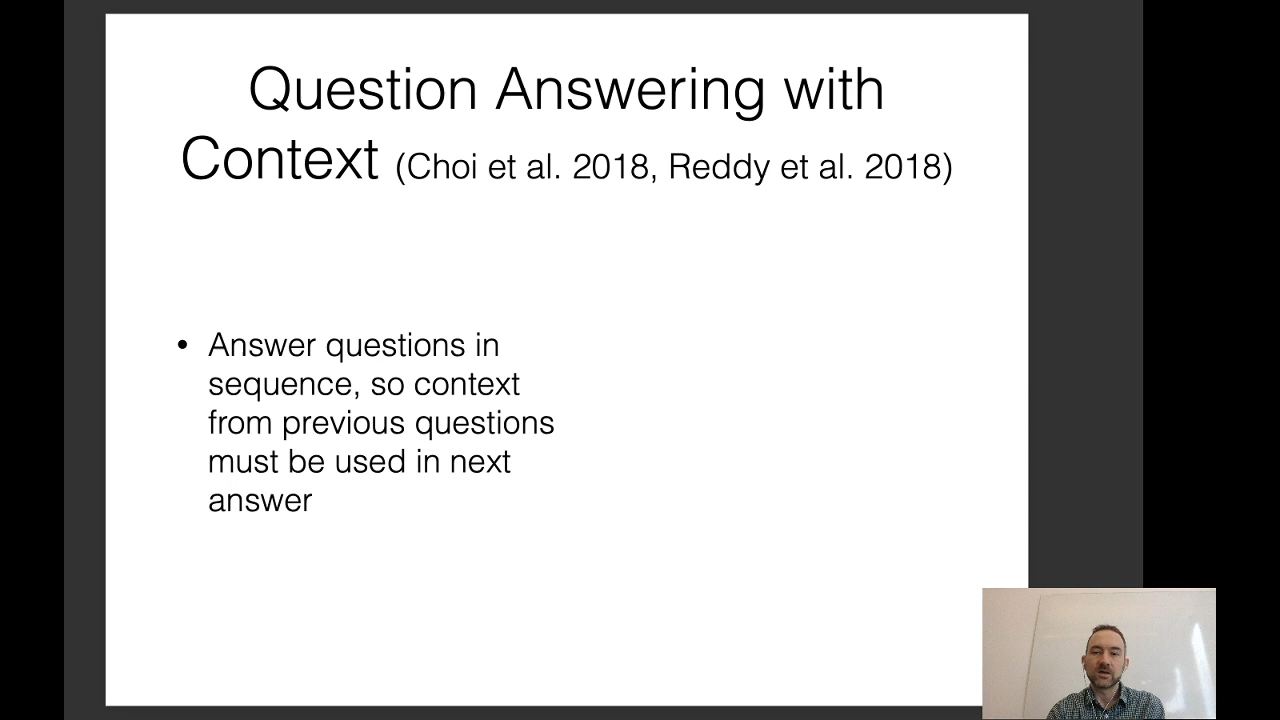 Question Answering with
Context (Choi et al. 2018, Reddy et al. 2018)
• Answer questions in
sequence, so context
from previous questions
must be used in next
answer